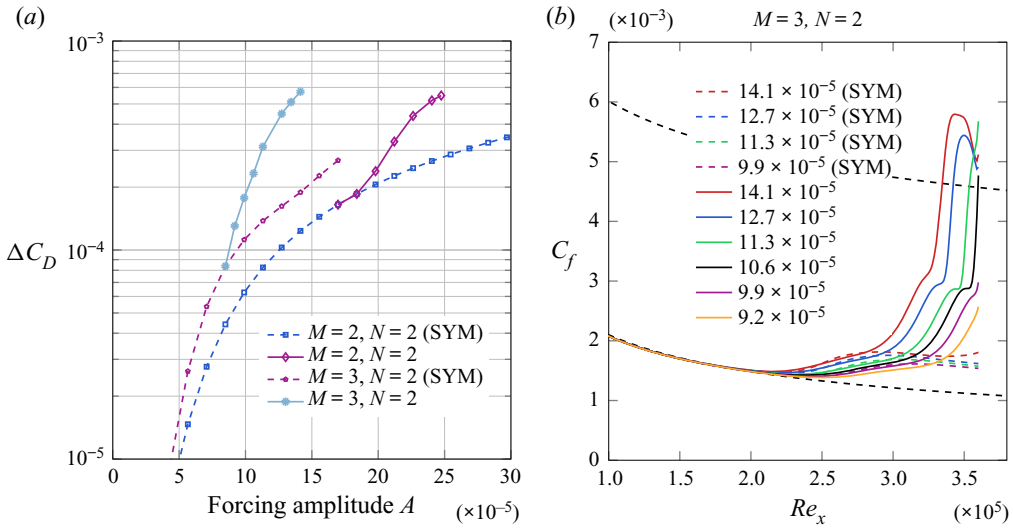 (a)
10⁻³
10⁻⁴
10⁻⁵
ΔC_D
0 5 10 15 20 25 30
Forcing amplitude A (×10⁻⁵)
M = 2, N = 2 (SYM)
M = 2, N = 2
M = 3, N = 2 (SYM)
M = 3, N = 2
(b) (×10⁻³) M = 3, N = 2
7
6
5
4
3
2
1
0
C_f
14.1 × 10⁻⁵ (SYM)
12.7 × 10⁻⁵ (SYM)
11.3 × 10⁻⁵ (SYM)
9.9 × 10⁻⁵ (SYM)
14.1 × 10⁻⁵
12.7 × 10⁻⁵
11.3 × 10⁻⁵
10.6 × 10⁻⁵
9.9 × 10⁻⁵
9.2 × 10⁻⁵
1.0 1.5 2.0 2.5 3.0 3.5
Re_x (×10⁵)